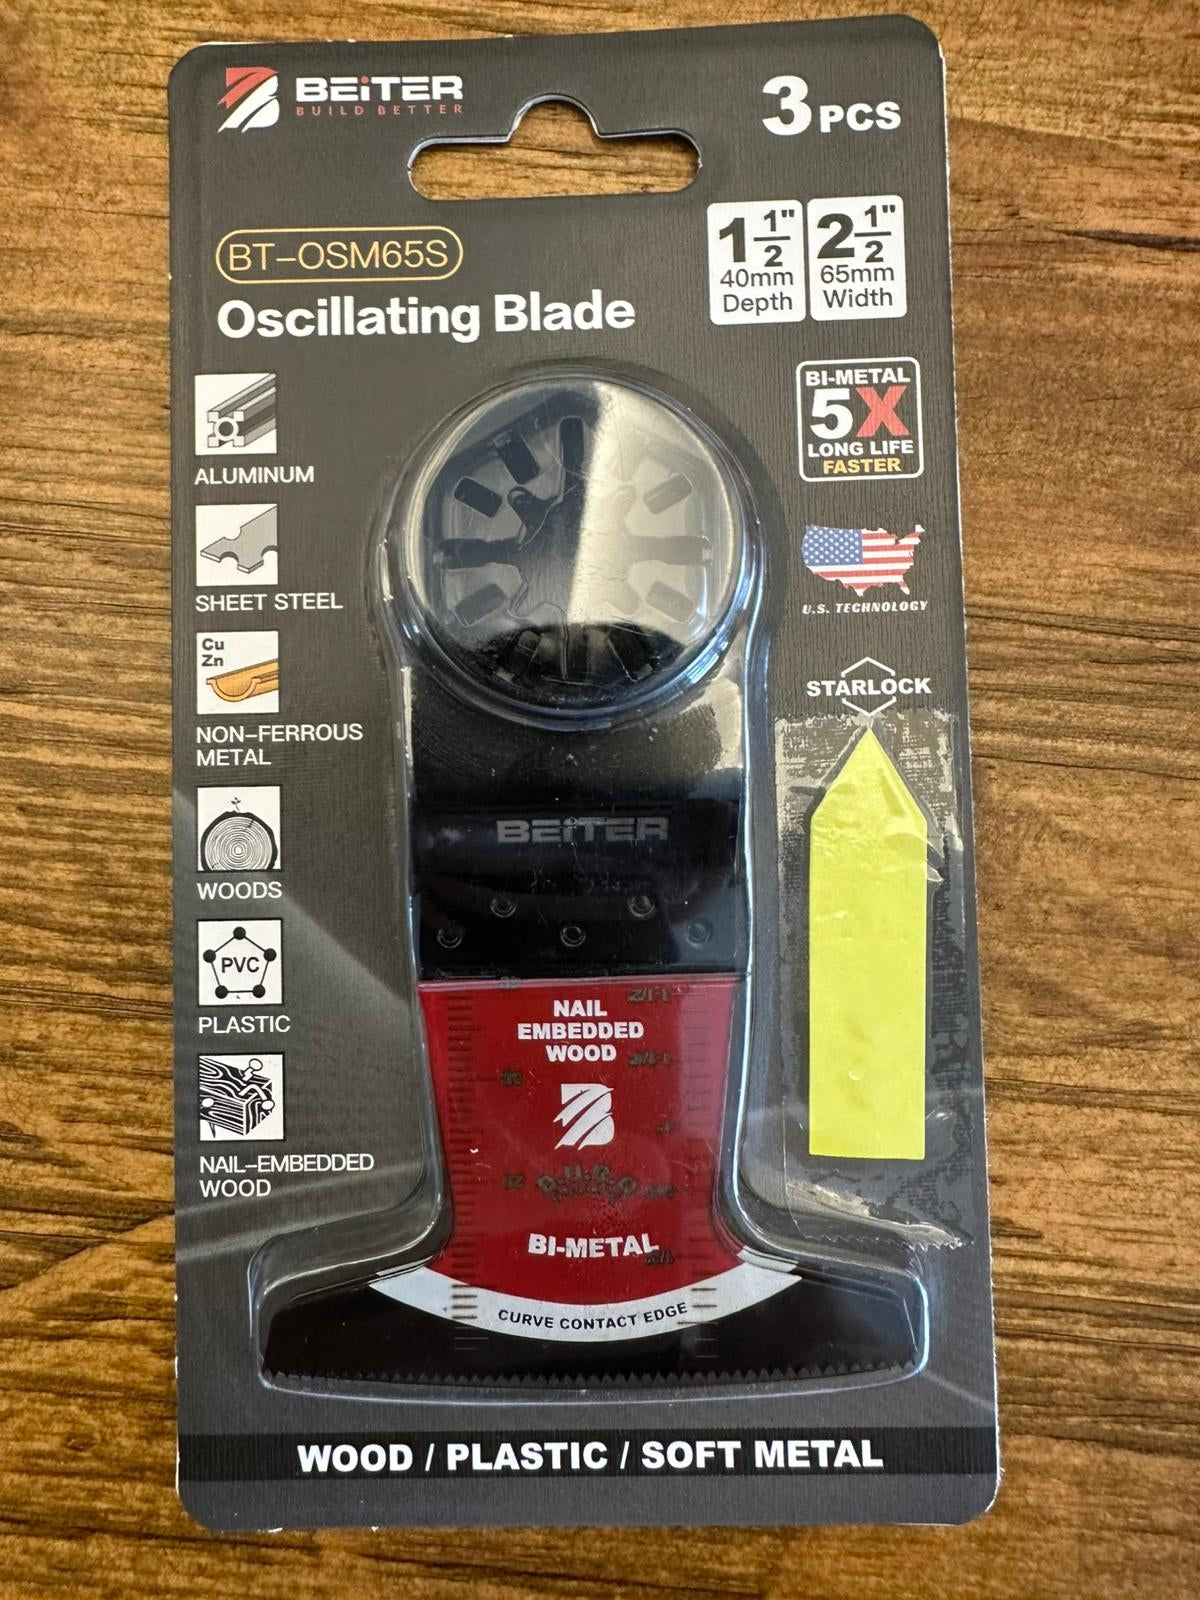 BEiTER
BUILD BETTER
3 PCS
BT-OSM65S
Oscillating Blade
1 1/2"
40mm
Depth
2 1/2"
65mm
Width
BI-METAL
5X
LONG LIFE
FASTER
U.S. TECHNOLOGY
STARLOCK
ALUMINUM
SHEET STEEL
Cu
Zn
NON-FERROUS
METAL
WOODS
PVC
PLASTIC
NAIL-EMBEDDED
WOOD
BEiTER
NAIL
EMBEDDED
WOOD
BI-METAL
CURVE CONTACT EDGE
WOOD / PLASTIC / SOFT METAL